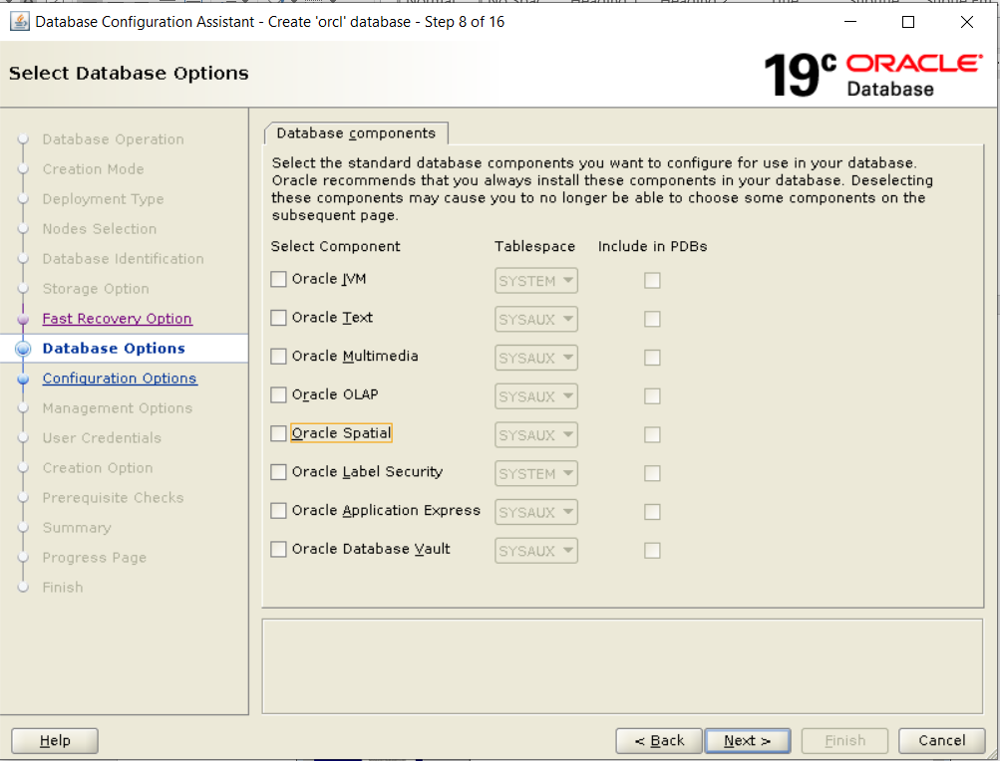 Database Configuration Assistant - Create 'orcl' database - Step 8 of 16
Select Database Options
19c ORACLE Database
Database Operation
Creation Mode
Deployment Type
Nodes Selection
Database Identification
Storage Option
Fast Recovery Option
Database Options
Configuration Options
Management Options
User Credentials
Creation Option
Prerequisite Checks
Summary
Progress Page
Finish
Database components
Select the standard database components you want to configure for use in your database.
Oracle recommends that you always install these components in your database. Deselecting
these components may cause you to no longer be able to choose some components on the
subsequent page.
Select Component Tablespace Include in PDBs
Oracle JVM SYSTEM
Oracle Text SYSAUX
Oracle Multimedia SYSAUX
Oracle OLAP SYSAUX
Oracle Spatial SYSAUX
Oracle Label Security SYSTEM
Oracle Application Express SYSAUX
Oracle Database Vault SYSAUX
Help < Back Next > Finish Cancel